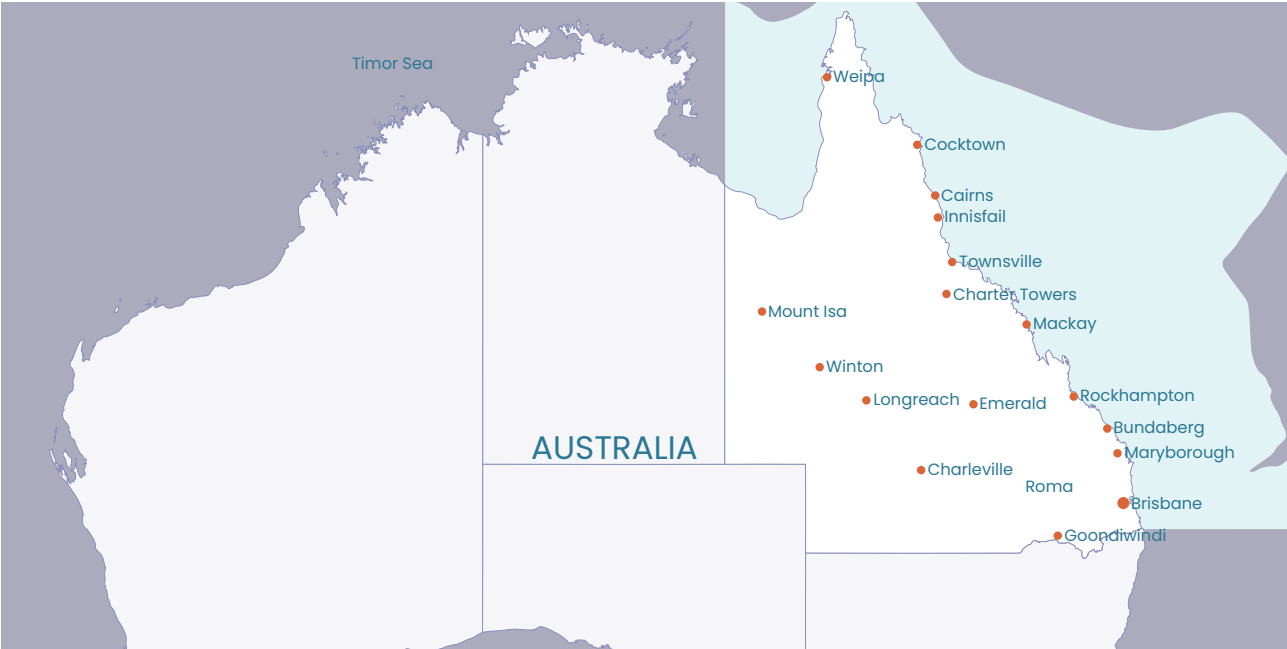 Timor Sea
Weipa
Cocktown
Cairns
Innisfail
Townsville
Charter Towers
Mount Isa
Mackay
Winton
Longreach
Emerald
Rockhampton
Bundaberg
AUSTRALIA
Maryborough
Charleville
Roma
Brisbane
Goondiwindi